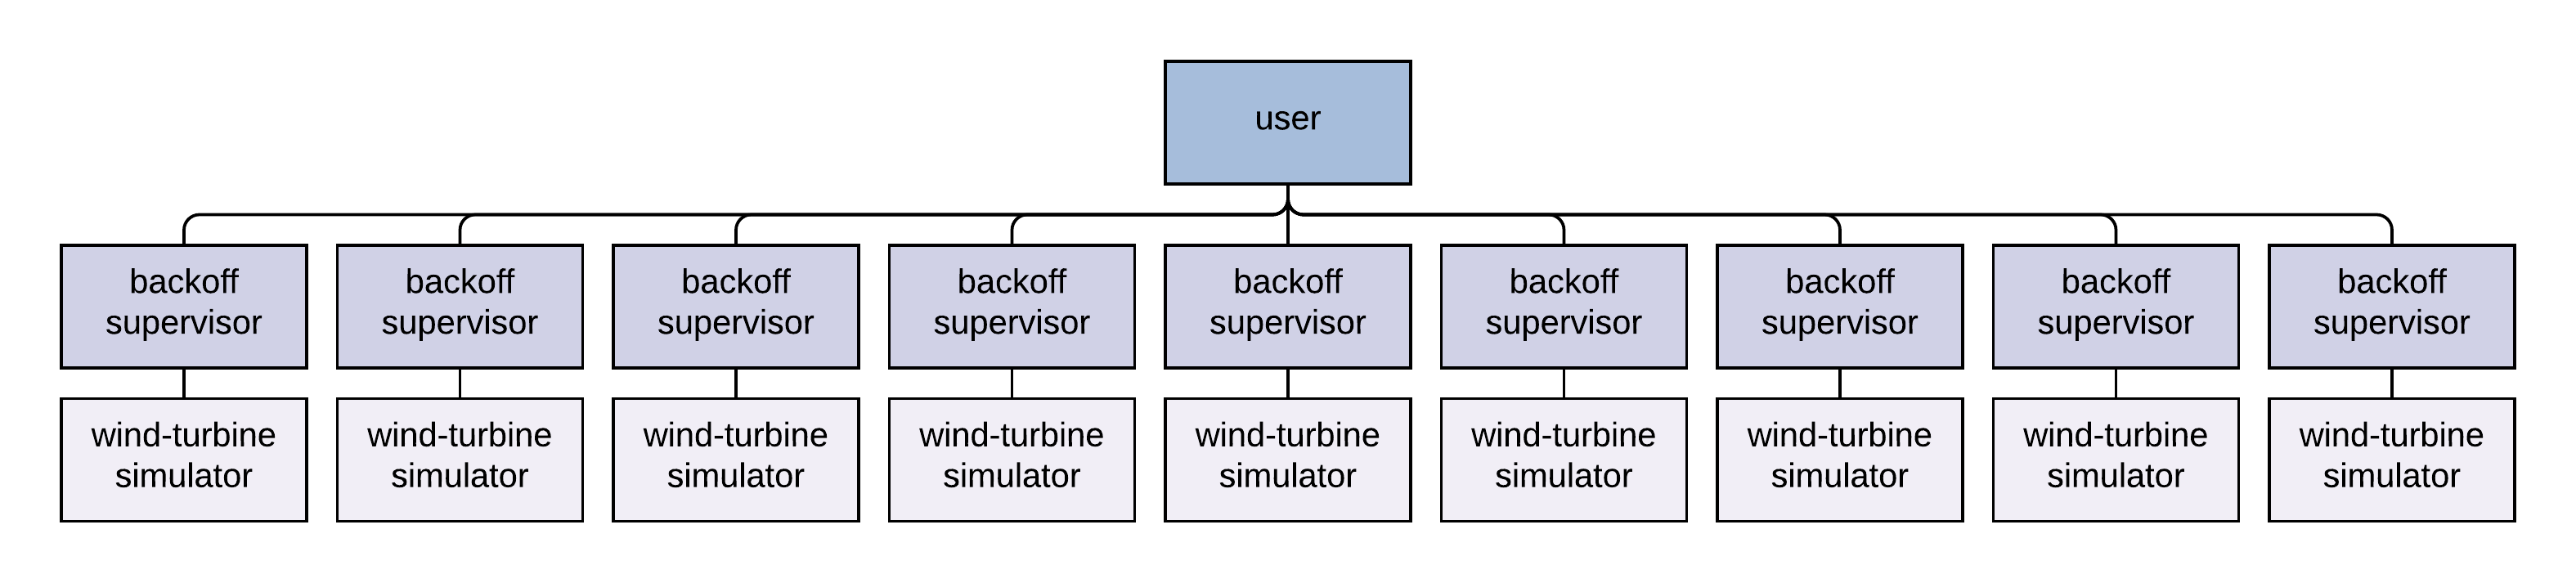 user
backoff
supervisor
backoff
supervisor
backoff
supervisor
backoff
supervisor
backoff
supervisor
backoff
supervisor
backoff
supervisor
backoff
supervisor
backoff
supervisor
wind-turbine
simulator
wind-turbine
simulator
wind-turbine
simulator
wind-turbine
simulator
wind-turbine
simulator
wind-turbine
simulator
wind-turbine
simulator
wind-turbine
simulator
wind-turbine
simulator